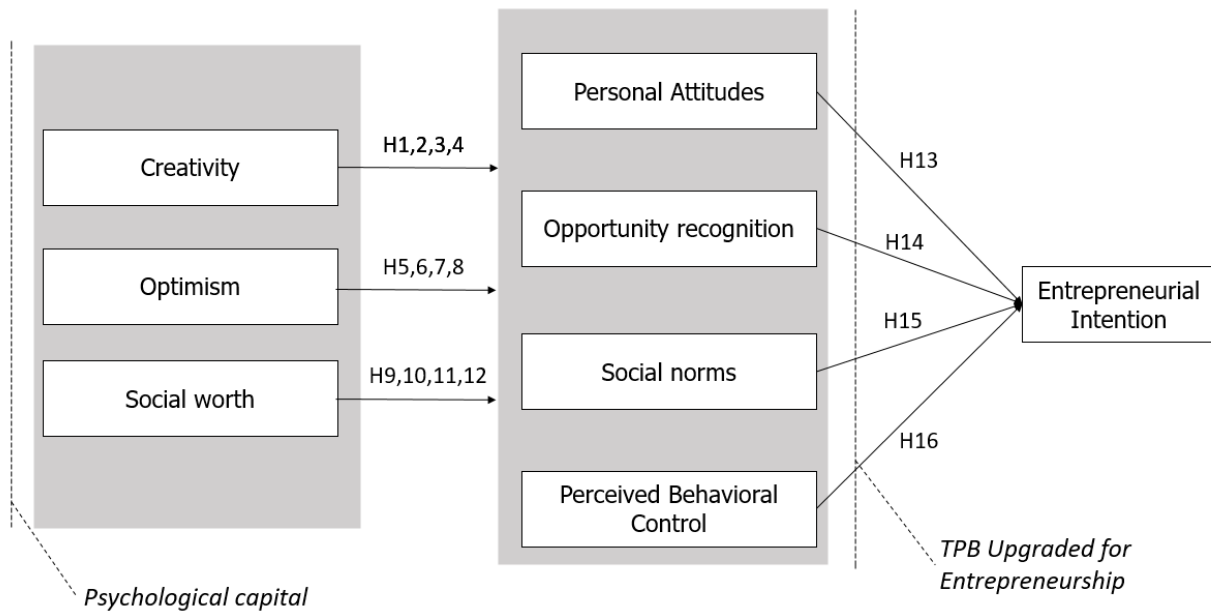 Creativity
Optimism
Social worth
H1,2,3,4
H5,6,7,8
H9,10,11,12
Personal Attitudes
Opportunity recognition
Social norms
Perceived Behavioral
Control
H13
H14
H15
H16
Entrepreneurial
Intention
Psychological capital
TPB Upgraded for
Entrepreneurship